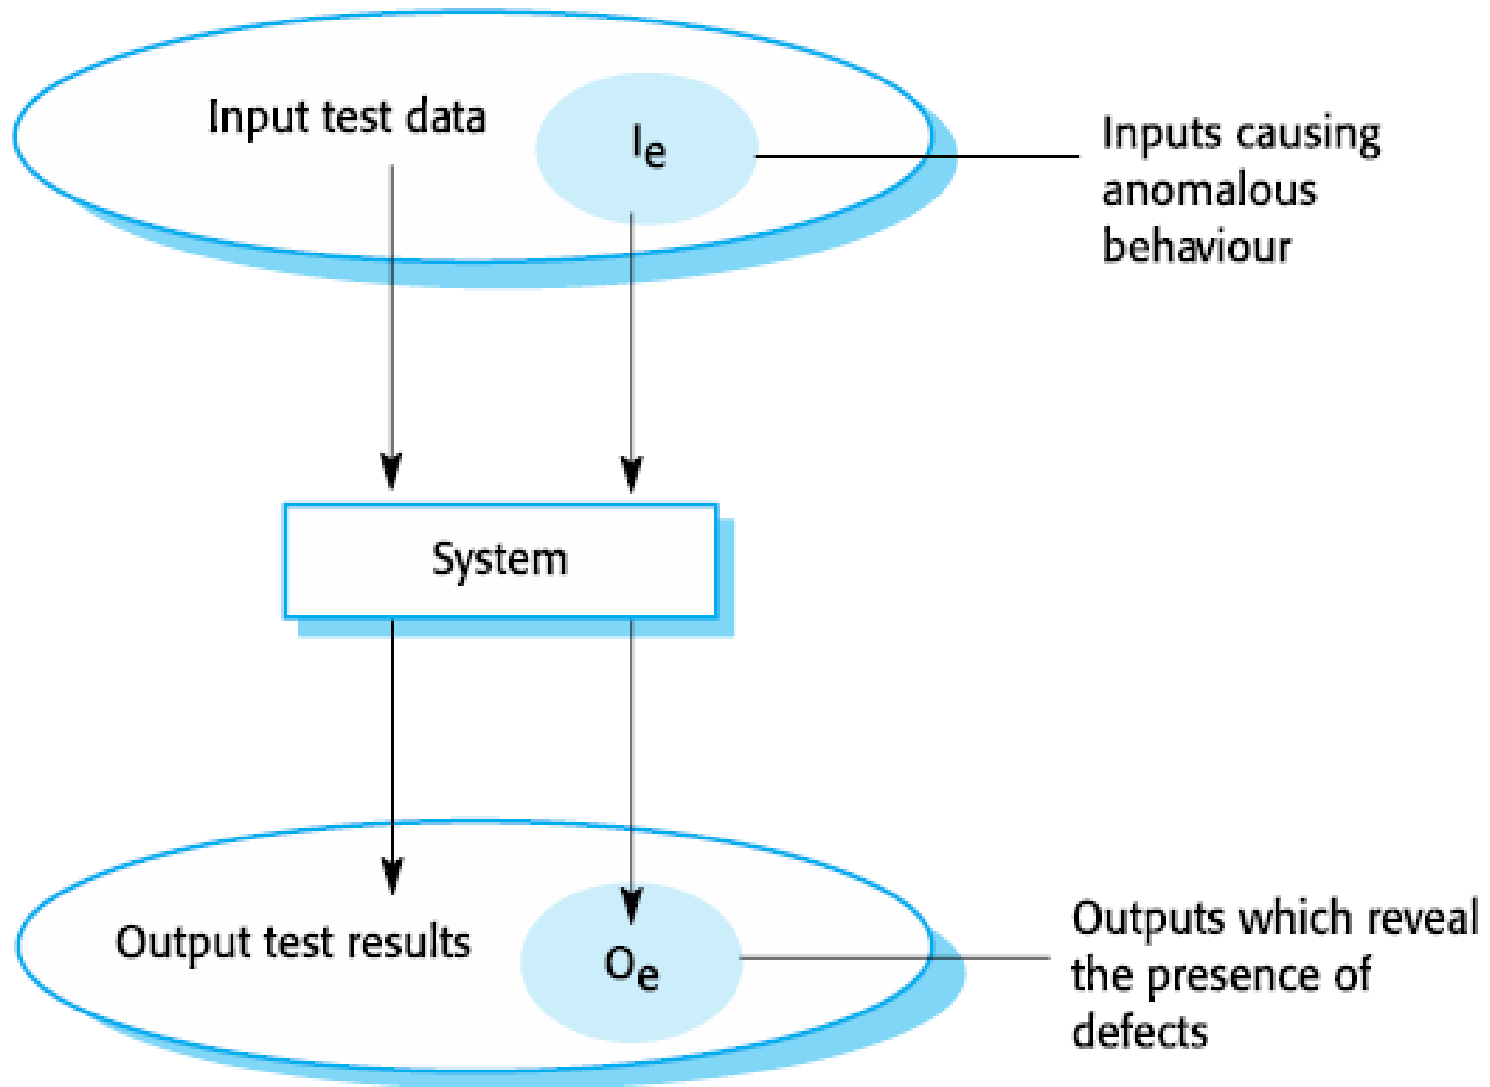 Input test data
Ie
Inputs causing
anomalous
behaviour
System
Output test results
Oe
Outputs which reveal
the presence of
defects